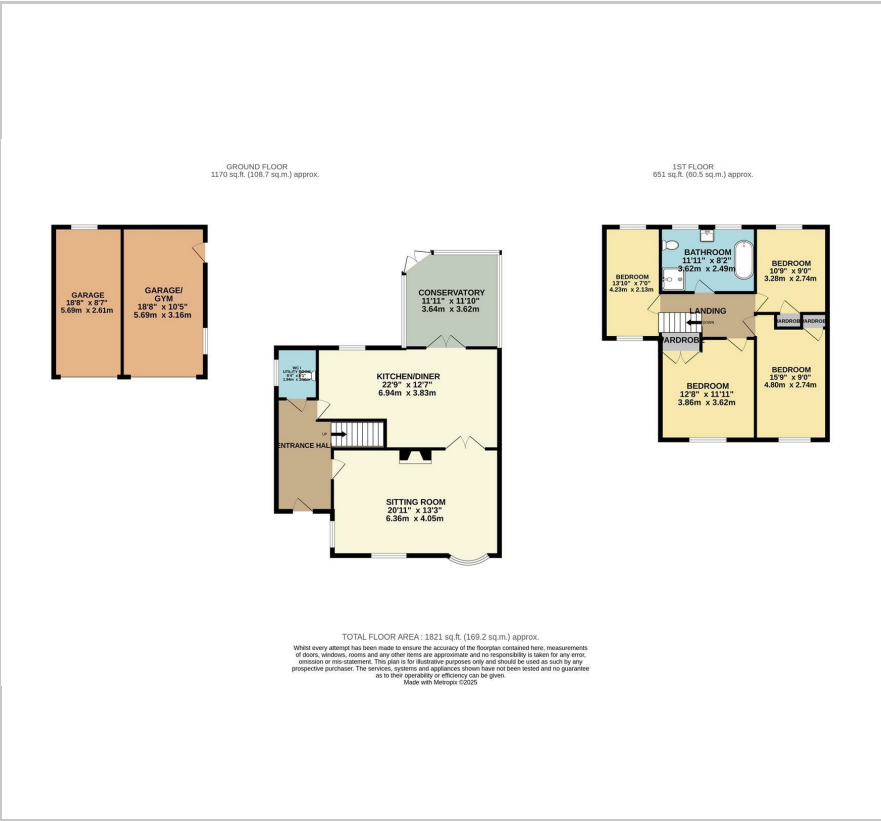 GROUND FLOOR
1170 sq.ft. (108.7 sq.m.) approx.
1ST FLOOR
651 sq.ft. (60.5 sq.m.) approx.
GARAGE
18'8" x 8'7"
5.69m x 2.61m
GARAGE/
GYM
18'8" x 10'5"
5.69m x 3.16m
CONSERVATORY
11'11" x 11'10"
3.64m x 3.62m
WC /
UTILITY ROOM
KITCHEN/DINER
22'9" x 12'7"
6.94m x 3.83m
UP
ENTRANCE HALL
SITTING ROOM
20'11" x 13'3"
6.36m x 4.05m
BEDROOM
13'10" x 7'0"
4.23m x 2.13m
BATHROOM
11'11" x 8'2"
3.62m x 2.49m
BEDROOM
10'9" x 9'0"
3.28m x 2.74m
LANDING
DOWN
WARDROBE
WARDROBE
WARDROBE
BEDROOM
12'8" x 11'11"
3.86m x 3.62m
BEDROOM
15'9" x 9'0"
4.80m x 2.74m
TOTAL FLOOR AREA : 1821 sq.ft. (169.2 sq.m.) approx.
Whilst every attempt has been made to ensure the accuracy of the floorplan contained here, measurements
of doors, windows, rooms and any other items are approximate and no responsibility is taken for any error,
omission or mis-statement. This plan is for illustrative purposes only and should be used as such by any
prospective purchaser. The services, systems and appliances shown have not been tested and no guarantee
as to their operability or efficiency can be given.
Made with Metropix ©2025